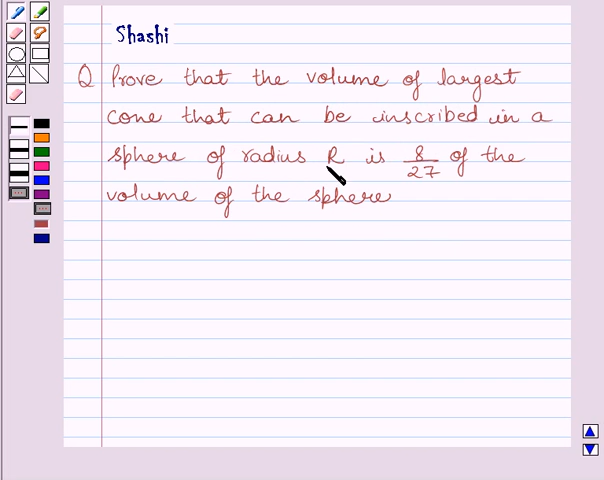 Shashi
Q Prove that the volume of largest
cone that can be inscribed in a
sphere of radius R is 8/27 of the
volume of the sphere